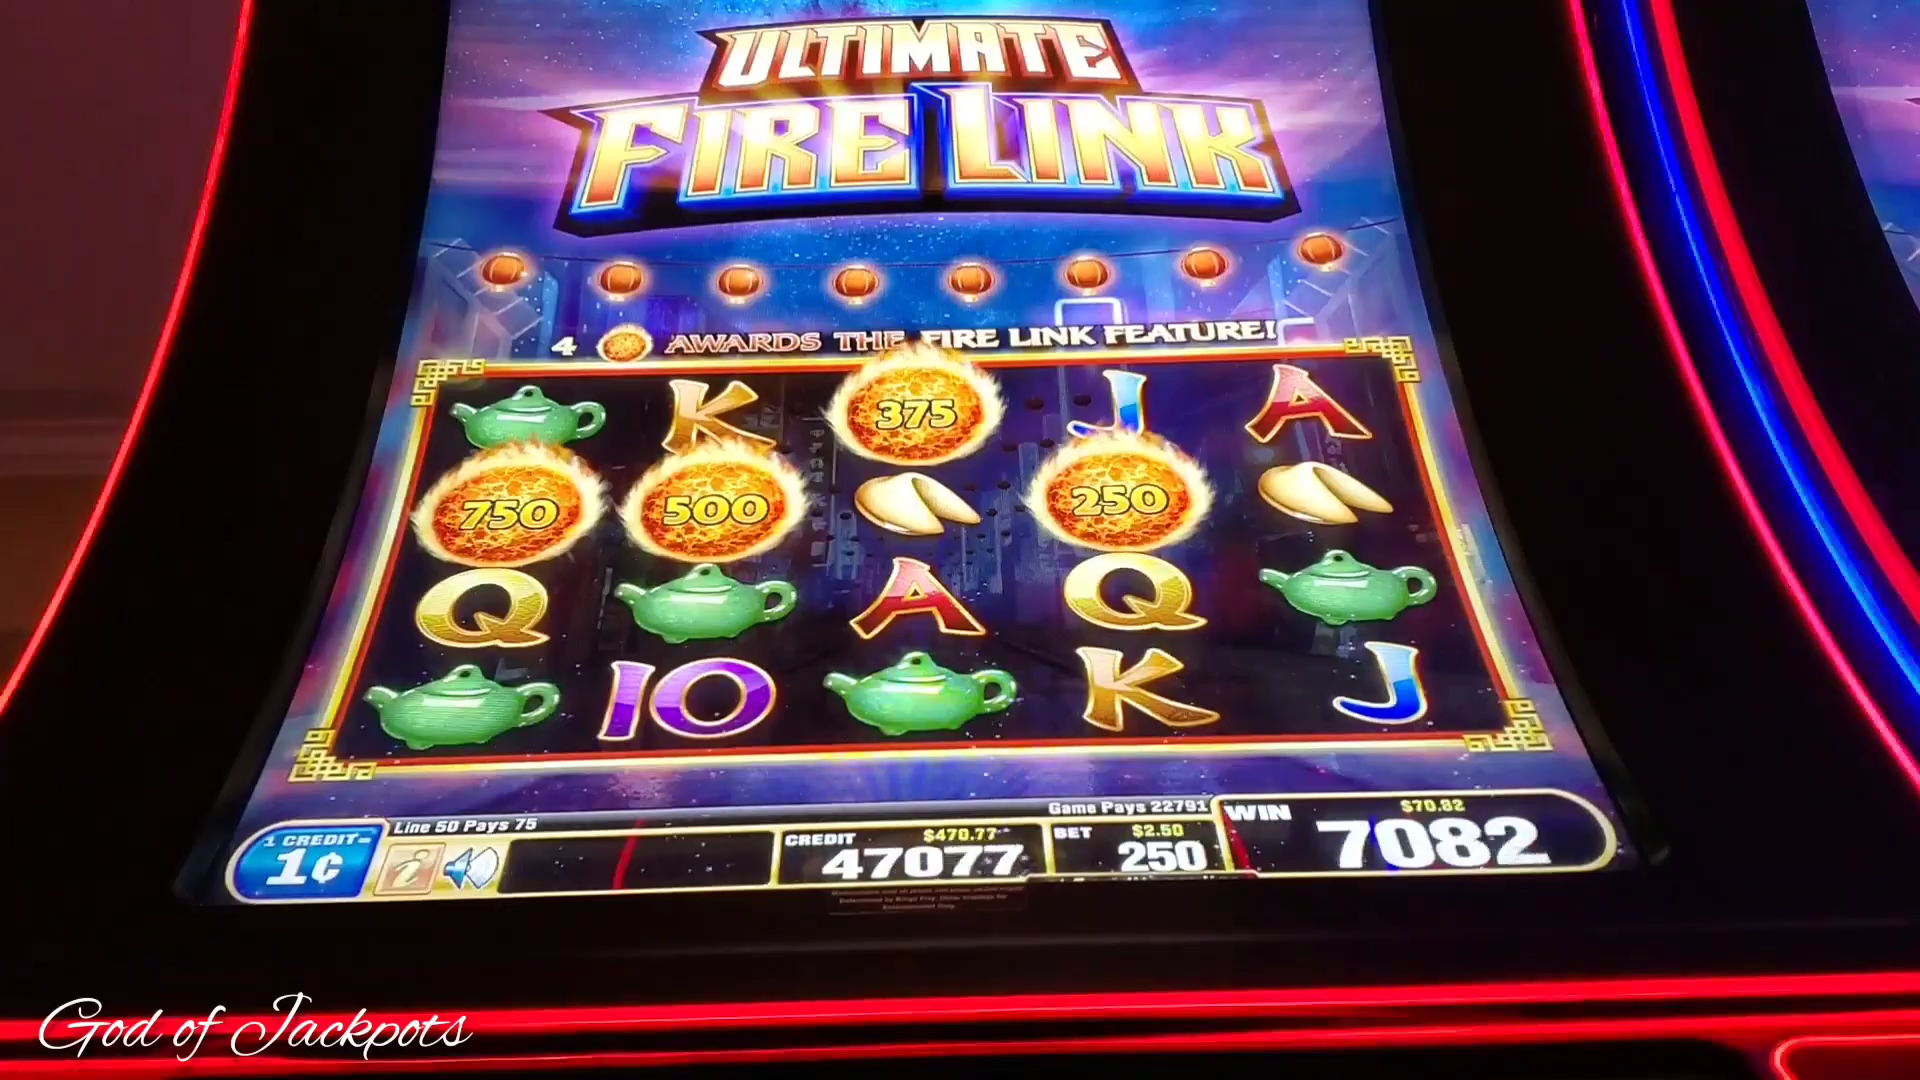 ULTIMATE
FIRE LINK
4 AWARDS THE FIRE LINK FEATURE!
K 375 J A
750 500 250
Q A Q
10 K J
Line 50 Pays 75
Game Pays 22791
1 CREDIT=
1¢
CREDIT $470.77
47077
BET $2.50
250
WIN $70.82
7082
God of Jackpots